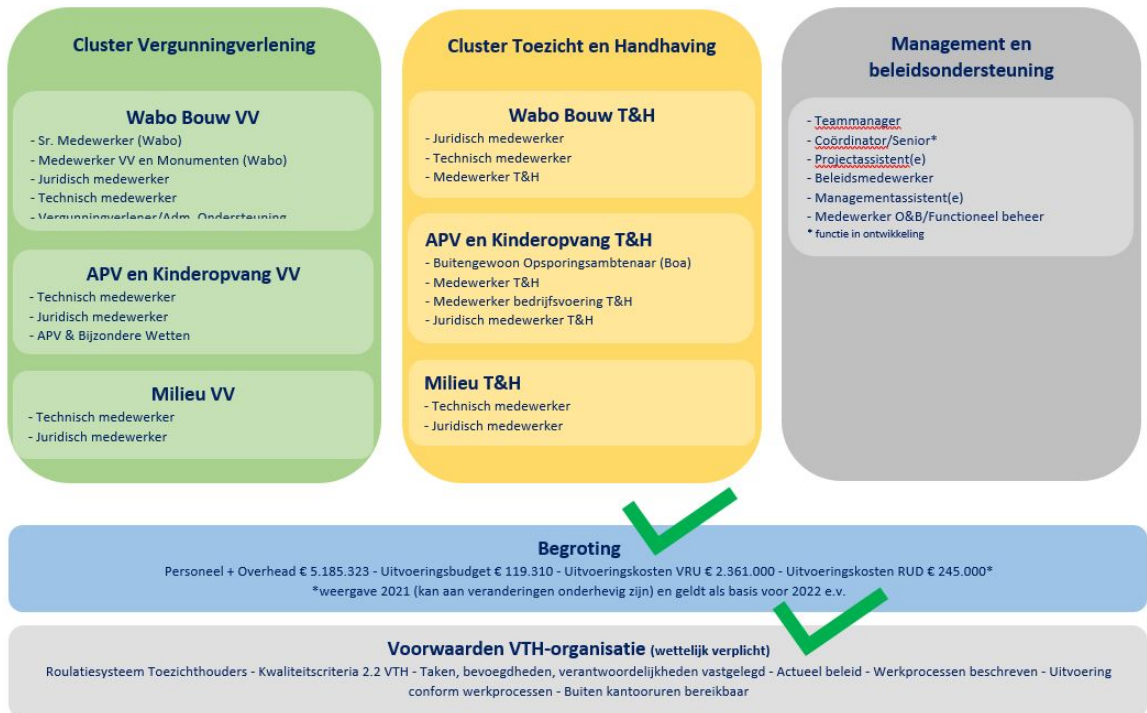 Cluster Vergunningverlening
Wabo Bouw VV
- Sr. Medewerker (Wabo)
- Medewerker VV en Monumenten (Wabo)
- Juridisch medewerker
- Technisch medewerker
- Vergunningverlener/Adm. Ondersteuning
APV en Kinderopvang VV
- Technisch medewerker
- Juridisch medewerker
- APV & Bijzondere Wetten
Milieu VV
- Technisch medewerker
- Juridisch medewerker
Cluster Toezicht en Handhaving
Wabo Bouw T&H
- Juridisch medewerker
- Technisch medewerker
- Medewerker T&H
APV en Kinderopvang T&H
- Buitengewoon Opsporingsambtenaar (Boa)
- Medewerker T&H
- Medewerker bedrijfsvoering T&H
- Juridisch medewerker T&H
Milieu T&H
- Technisch medewerker
- Juridisch medewerker
Management en
beleidsondersteuning
- Teammanager
- Coördinator/Senior*
- Projectassistent(e)
- Beleidsmedewerker
- Managementassistent(e)
- Medewerker O&B/Functioneel beheer
* functie in ontwikkeling
Begroting
Personeel + Overhead € 5.185.323 - Uitvoeringsbudget € 119.310 - Uitvoeringskosten VRU € 2.361.000 - Uitvoeringskosten RUD € 245.000*
*weergave 2021 (kan aan veranderingen onderhevig zijn) en geldt als basis voor 2022 e.v.
Voorwaarden VTH-organisatie (wettelijk verplicht)
Roulatiesysteem Toezichthouders - Kwaliteitscriteria 2.2 VTH - Taken, bevoegdheden, verantwoordelijkheden vastgelegd - Actueel beleid - Werkprocessen beschreven - Uitvoering
conform werkprocessen - Buiten kantooruren bereikbaar